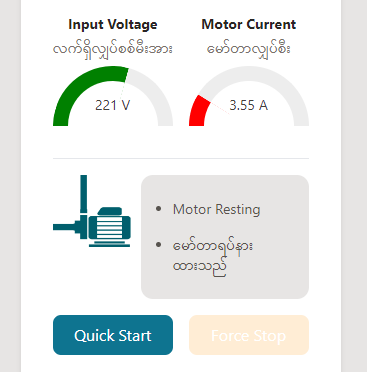 Input Voltage
Motor Current
လက်ရှိလျှပ်စစ်မီးအား
မော်တာလျှပ်စီး
221 V
3.55 A
Motor Resting
မော်တာရပ်နား
ထားသည်
Quick Start
Force Stop